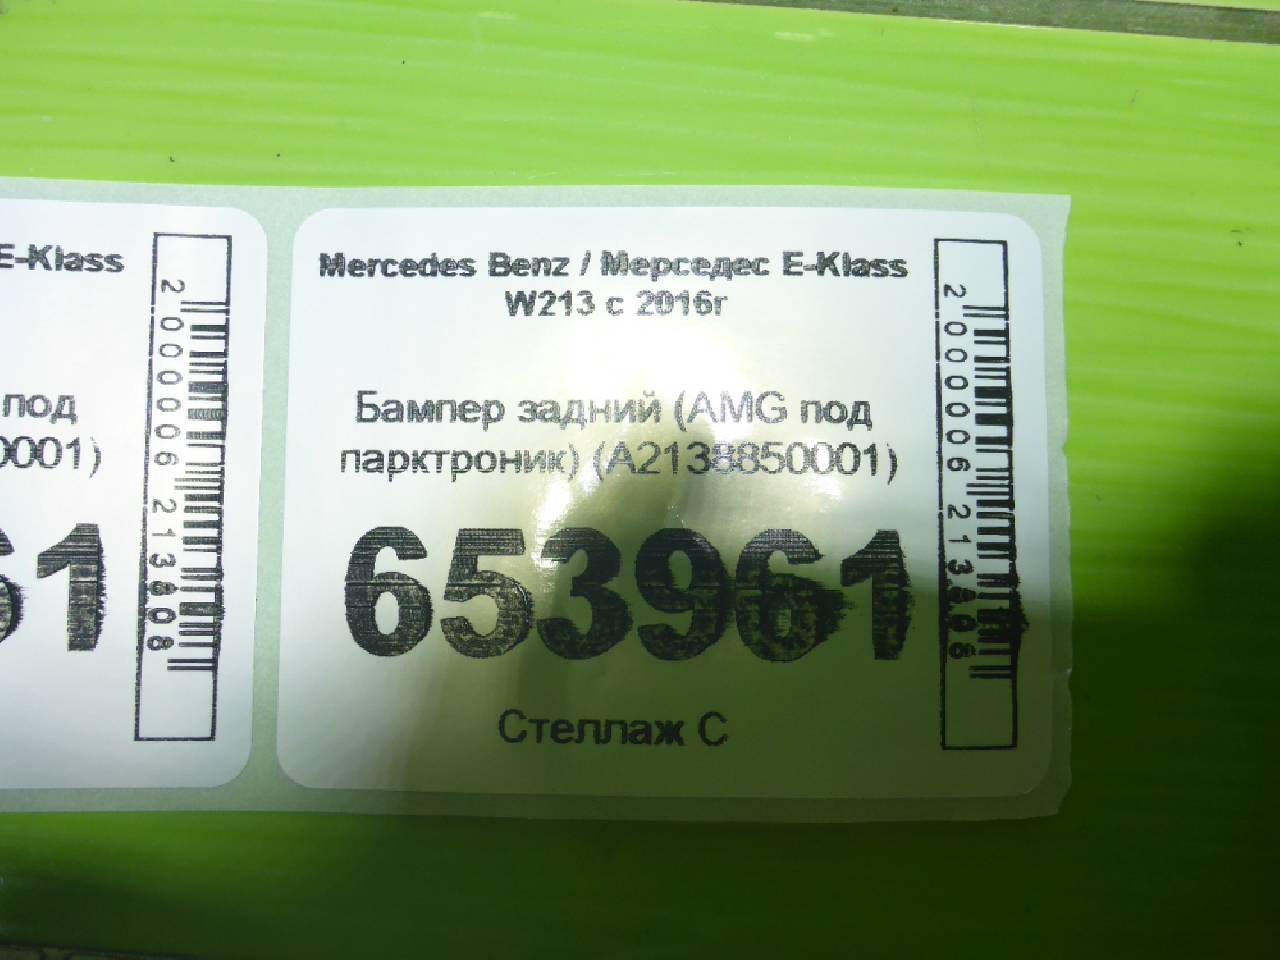 E-Klass
под
0001)
61
2000006213808
Mercedes Benz / Мерседес E-Klass
W213 с 2016г
Бампер задний (AMG под
парктроник) (A2138850001)
653961
Стеллаж С
2000006213808